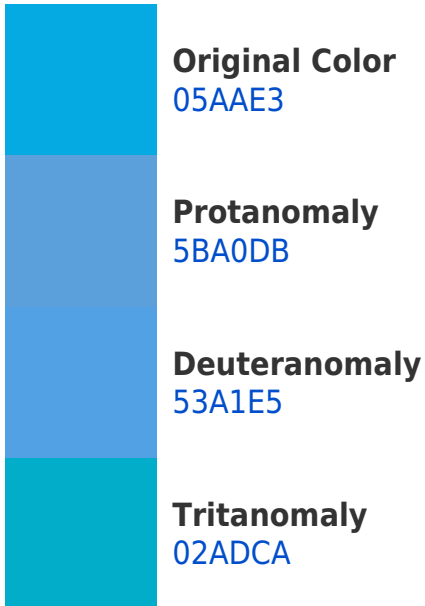 Original Color
05AAE3
Protanomaly
5BA0DB
Deuteranomaly
53A1E5
Tritanomaly
02ADCA